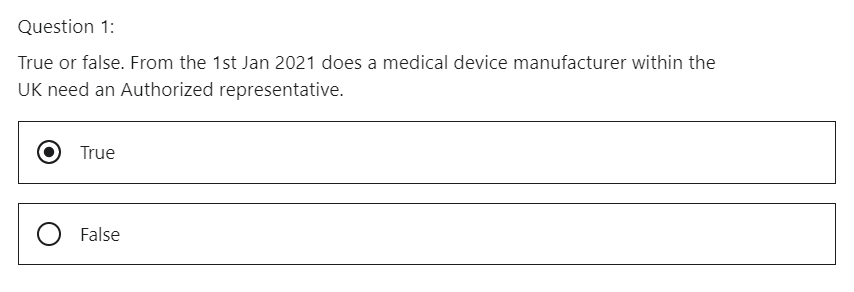 Question 1:
True or false. From the 1st Jan 2021 does a medical device manufacturer within the
UK need an Authorized representative.
True
False